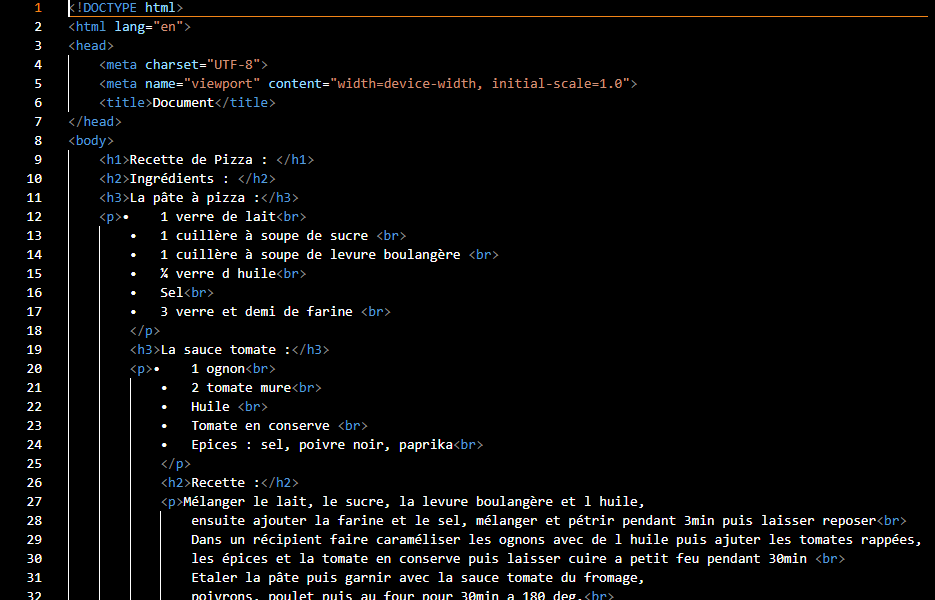 1 <!DOCTYPE html>
2 <html lang="en">
3 <head>
4 <meta charset="UTF-8">
5 <meta name="viewport" content="width=device-width, initial-scale=1.0">
6 <title>Document</title>
7 </head>
8 <body>
9 <h1>Recette de Pizza : </h1>
10 <h2>Ingrédients : </h2>
11 <h3>La pâte à pizza :</h3>
12 <p>• 1 verre de lait<br>
13 • 1 cuillère à soupe de sucre <br>
14 • 1 cuillère à soupe de levure boulangère <br>
15 • ¼ verre d huile<br>
16 • Sel<br>
17 • 3 verre et demi de farine <br>
18 </p>
19 <h3>La sauce tomate :</h3>
20 <p>• 1 ognon<br>
21 • 2 tomate mure<br>
22 • Huile <br>
23 • Tomate en conserve <br>
24 • Epices : sel, poivre noir, paprika<br>
25 </p>
26 <h2>Recette :</h2>
27 <p>Mélanger le lait, le sucre, la levure boulangère et l huile,
28 ensuite ajouter la farine et le sel, mélanger et pétrir pendant 3min puis laisser reposer<br>
29 Dans un récipient faire caraméliser les ognons avec de l huile puis ajuter les tomates rappées,
30 les épices et la tomate en conserve puis laisser cuire a petit feu pendant 30min <br>
31 Etaler la pâte puis garnir avec la sauce tomate du fromage,
32 poivrons, poulet puis au four pour 30min a 180 deg.<br>